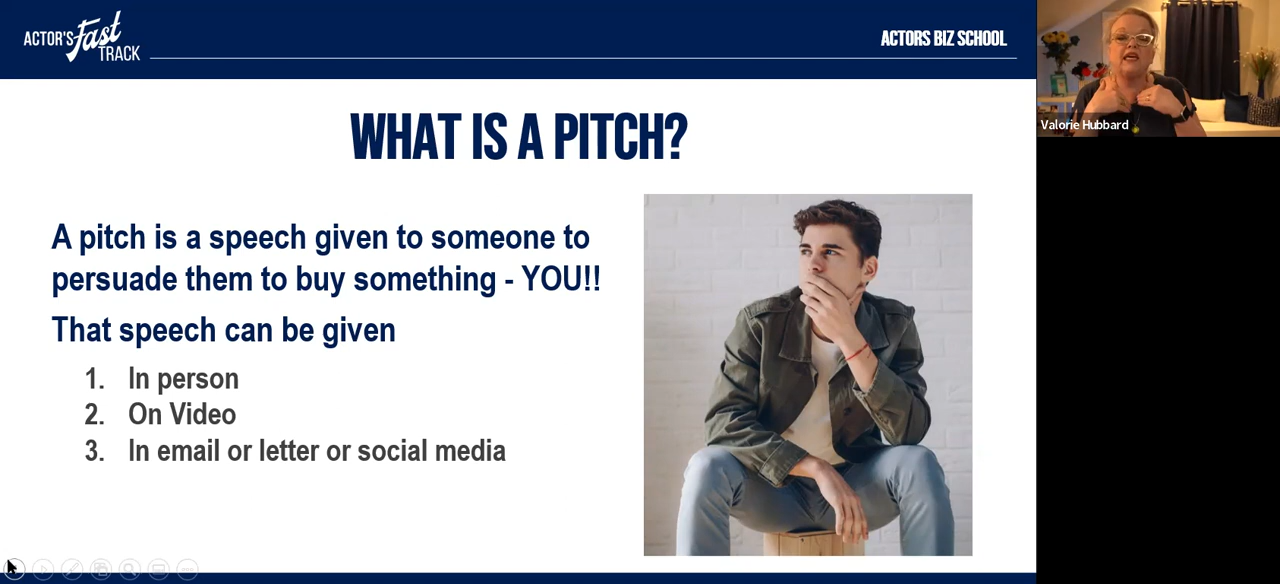 ACTOR'S Fast TRACK
ACTORS BIZ SCHOOL
WHAT IS A PITCH?
A pitch is a speech given to someone to
persuade them to buy something - YOU!!
That speech can be given
1. In person
2. On Video
3. In email or letter or social media
Valorie Hubbard